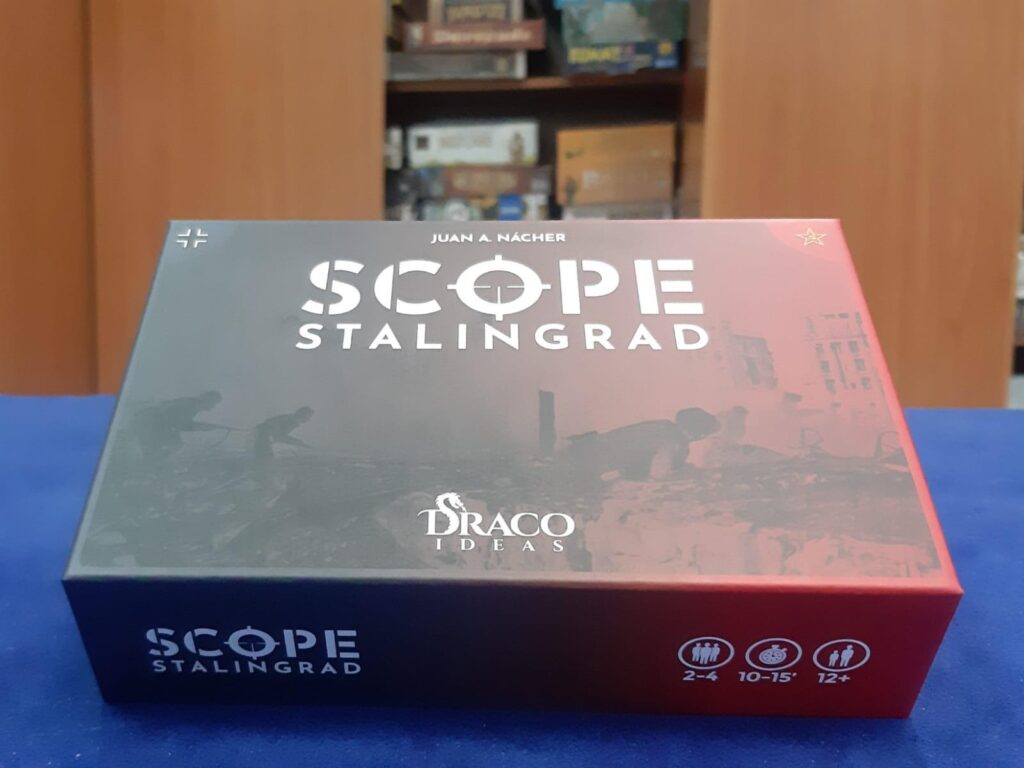 JUAN A. NÁCHER
SCOPE
STALINGRAD
DRACO
IDEAS
SCOPE
STALINGRAD
2-4 10-15' 12+